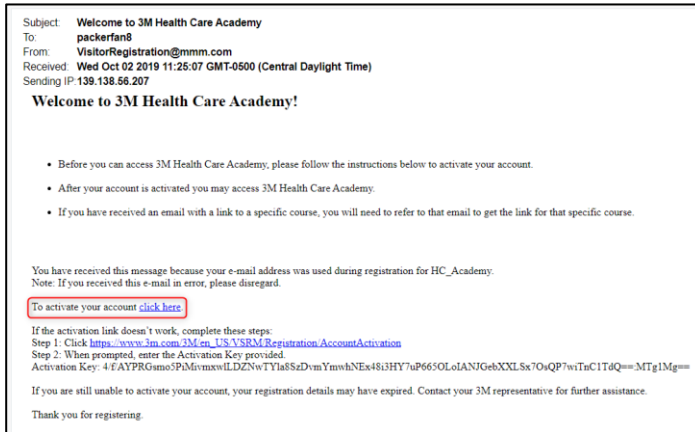 Subject: Welcome to 3M Health Care Academy
To: packerfan8
From: VisitorRegistration@mmm.com
Received: Wed Oct 02 2019 11:25:07 GMT-0500 (Central Daylight Time)
Sending IP: 139.138.56.207
Welcome to 3M Health Care Academy!
• Before you can access 3M Health Care Academy, please follow the instructions below to activate your account.
• After your account is activated you may access 3M Health Care Academy.
• If you have received an email with a link to a specific course, you will need to refer to that email to get the link for that specific course.
You have received this message because your e-mail address was used during registration for HC_Academy.
Note: If you received this e-mail in error, please disregard.
To activate your account click here.
If the activation link doesn't work, complete these steps:
Step 1: Click https://www.3m.com/3M/en_US/VSRM/Registration/AccountActivation
Step 2: When prompted, enter the Activation Key provided.
Activation Key:
If you are still unable to activate your account, your registration details may have expired. Contact your 3M representative for further assistance.
Thank you for registering.